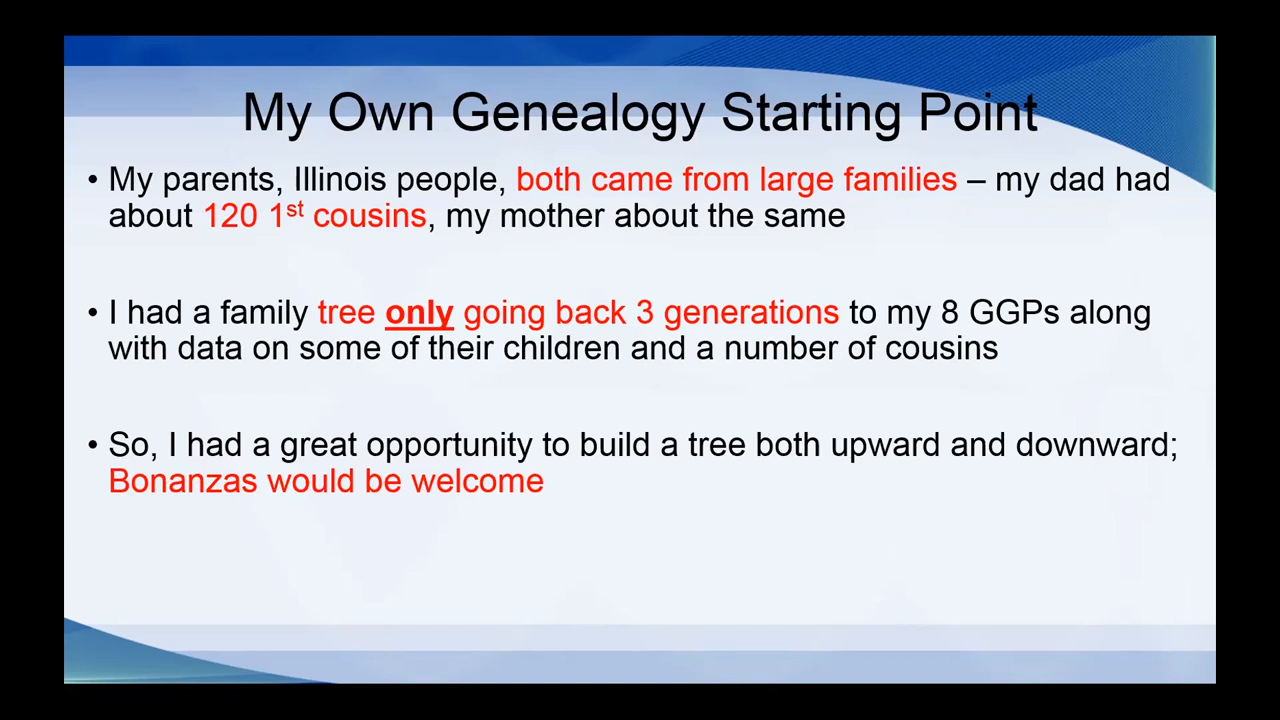 My Own Genealogy Starting Point
• My parents, Illinois people, both came from large families – my dad had
about 120 1st cousins, my mother about the same
• I had a family tree only going back 3 generations to my 8 GGPs along
with data on some of their children and a number of cousins
• So, I had a great opportunity to build a tree both upward and downward;
Bonanzas would be welcome